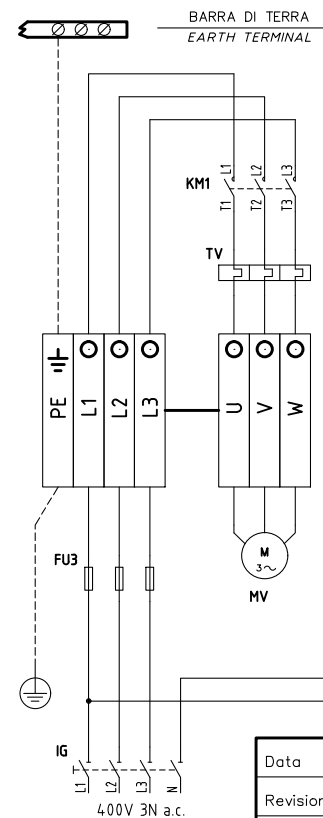 BARRA DI TERRA
EARTH TERMINAL
KM1
L1 L2 L3
T1 T2 T3
TV
PE L1 L2 L3
U V W
FU3
M
3~
MV
IG
L1 L2 L3 N
400V 3N a.c.
Data
Revision